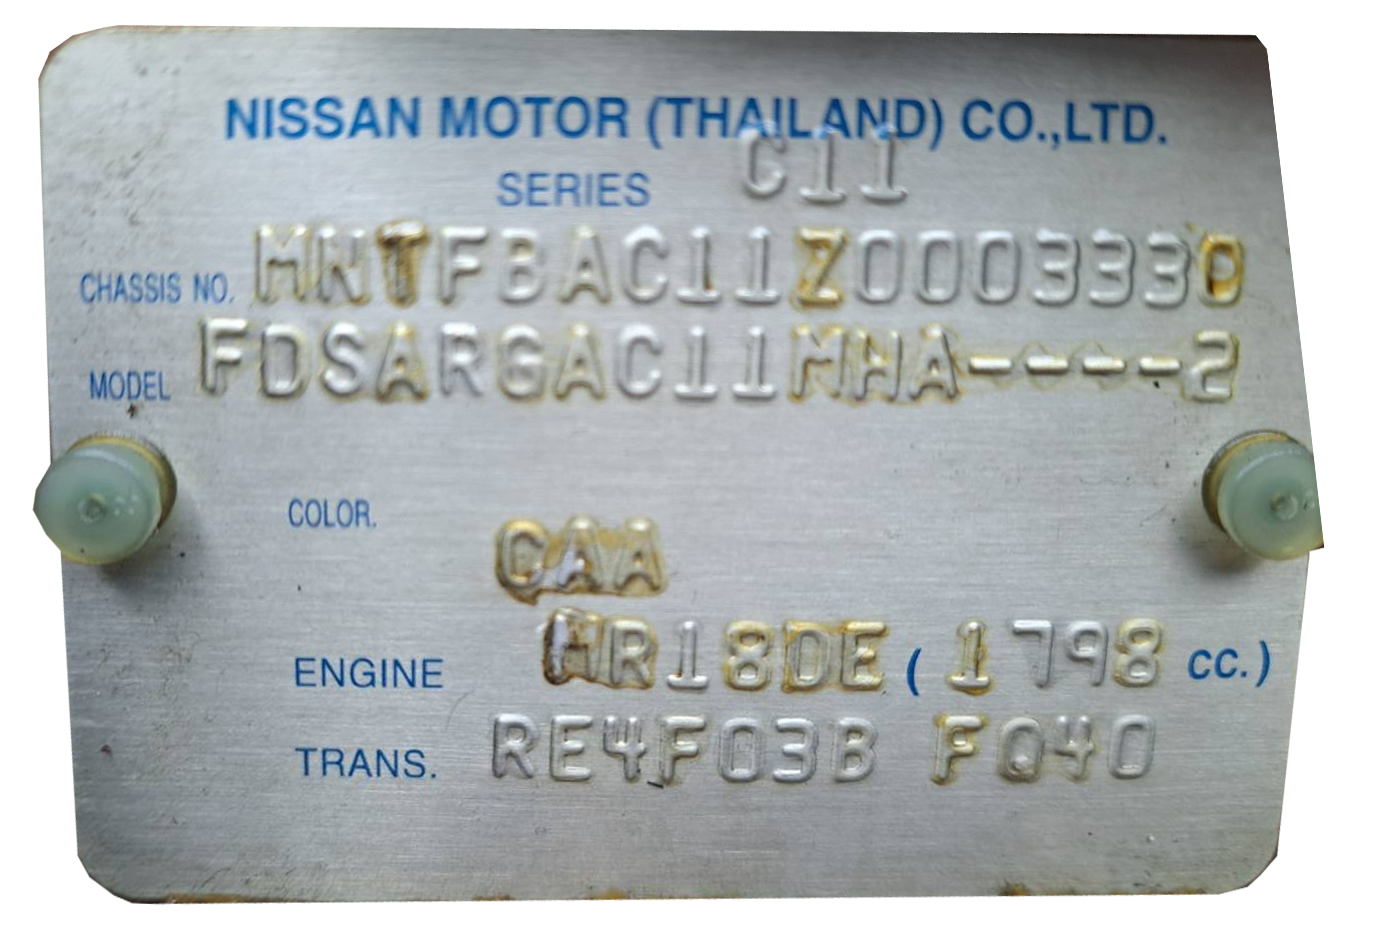 NISSAN MOTOR (THAILAND) CO.,LTD.
SERIES C11
CHASSIS NO. MNTFBAC11Z0003330
MODEL FDSARGAC11MHA----2
COLOR. CAA
ENGINE HR18DE ( 1798 CC.)
TRANS. RE4F03B FQ40